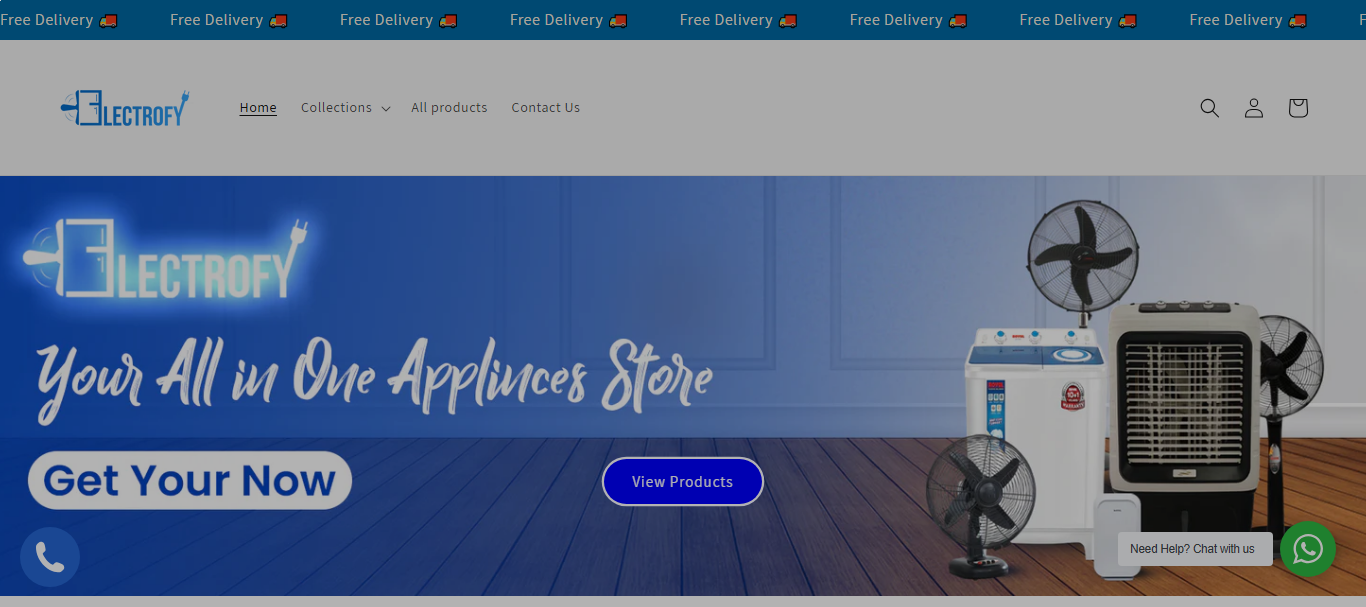 Free Delivery 🚚 Free Delivery 🚚 Free Delivery 🚚 Free Delivery 🚚 Free Delivery 🚚 Free Delivery 🚚 Free Delivery 🚚 Free Delivery 🚚 F
ELECTROFY
Home Collections All products Contact Us
ELECTROFY
Your All in One Applinces Store
Get Your Now
View Products
Need Help? Chat with us